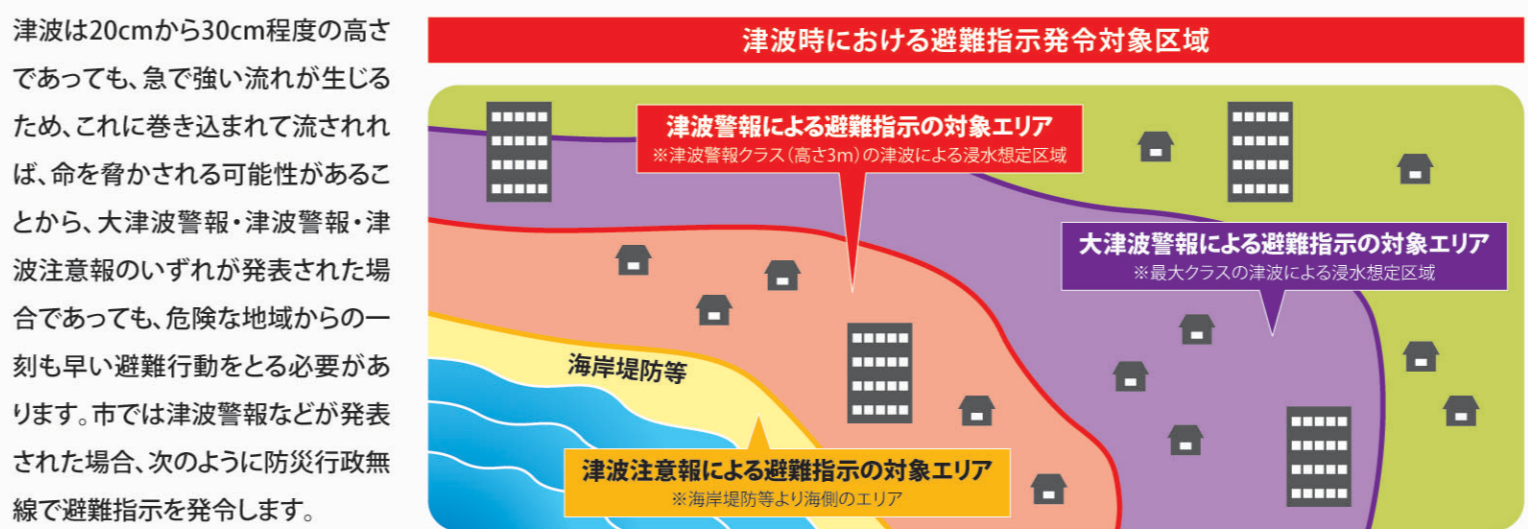 津波は20cmから30cm程度の高さ
であっても、急で強い流れが生じる
ため、これに巻き込まれて流されれ
ば、命を脅かされる可能性があるこ
とから、大津波警報・津波警報・津
波注意報のいずれが発表された場
合であっても、危険な地域からの一
刻も早い避難行動をとる必要があ
ります。市では津波警報などが発表
された場合、次のように防災行政無
線で避難指示を発令します。
津波時における避難指示発令対象区域
津波警報による避難指示の対象エリア
※津波警報クラス（高さ3m）の津波による浸水想定区域
大津波警報による避難指示の対象エリア
※最大クラスの津波による浸水想定区域
海岸堤防等
津波注意報による避難指示の対象エリア
※海岸堤防等より海側のエリア